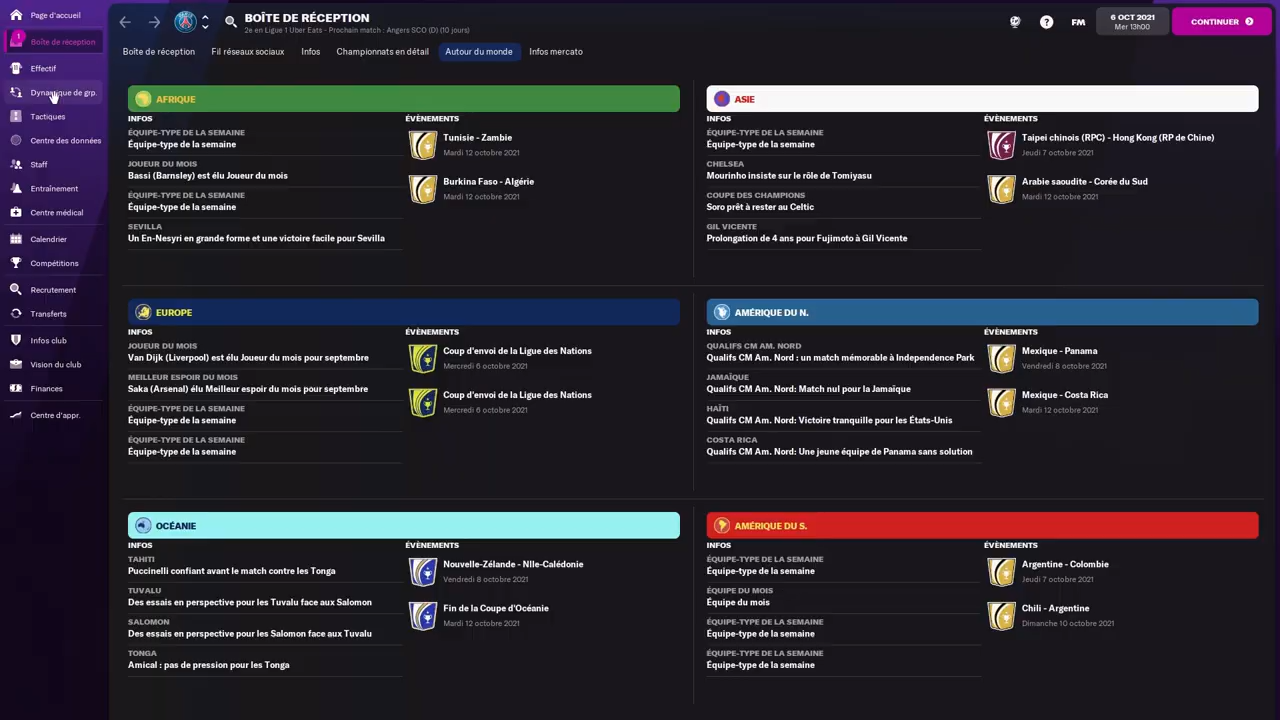 Page d'accueil
1
Boîte de réception
Effectif
Dynamique de grp.
Tactiques
Centre des données
Staff
Entraînement
Centre médical
Calendrier
Compétitions
Recrutement
Transferts
Infos club
Vision du club
Finances
Centre d'appr.
BOÎTE DE RÉCEPTION
2e en Ligue 1 Uber Eats - Prochain match : Angers SCO (D) (10 jours)
?
FM
6 OCT 2021
Mer 13h00
CONTINUER
Boîte de réception
Fil réseaux sociaux
Infos
Championnats en détail
Autour du monde
Infos mercato
AFRIQUE
INFOS
ÉQUIPE-TYPE DE LA SEMAINE
Équipe-type de la semaine
JOUEUR DU MOIS
Bassi (Barnsley) est élu Joueur du mois
ÉQUIPE-TYPE DE LA SEMAINE
Équipe-type de la semaine
SEVILLA
Un En-Nesyri en grande forme et une victoire facile pour Sevilla
ÉVÈNEMENTS
Tunisie - Zambie
Mardi 12 octobre 2021
Burkina Faso - Algérie
Mardi 12 octobre 2021
ASIE
INFOS
ÉQUIPE-TYPE DE LA SEMAINE
Équipe-type de la semaine
CHELSEA
Mourinho insiste sur le rôle de Tomiyasu
COUPE DES CHAMPIONS
Soro prêt à rester au Celtic
GIL VICENTE
Prolongation de 4 ans pour Fujimoto à Gil Vicente
ÉVÈNEMENTS
Taipei chinois (RPC) - Hong Kong (RP de Chine)
Jeudi 7 octobre 2021
Arabie saoudite - Corée du Sud
Mardi 12 octobre 2021
EUROPE
INFOS
JOUEUR DU MOIS
Van Dijk (Liverpool) est élu Joueur du mois pour septembre
MEILLEUR ESPOIR DU MOIS
Saka (Arsenal) élu Meilleur espoir du mois pour septembre
ÉQUIPE-TYPE DE LA SEMAINE
Équipe-type de la semaine
ÉQUIPE-TYPE DE LA SEMAINE
Équipe-type de la semaine
ÉVÈNEMENTS
Coup d'envoi de la Ligue des Nations
Mercredi 6 octobre 2021
Coup d'envoi de la Ligue des Nations
Mercredi 6 octobre 2021
AMÉRIQUE DU N.
INFOS
QUALIFS CM AM. NORD
Qualifs CM Am. Nord : un match mémorable à Independence Park
JAMAÏQUE
Qualifs CM Am. Nord: Match nul pour la Jamaïque
HAÏTI
Qualifs CM Am. Nord: Victoire tranquille pour les États-Unis
COSTA RICA
Qualifs CM Am. Nord: Une jeune équipe de Panama sans solution
ÉVÈNEMENTS
Mexique - Panama
Vendredi 8 octobre 2021
Mexique - Costa Rica
Mardi 12 octobre 2021
OCÉANIE
INFOS
TAHITI
Puccinelli confiant avant le match contre les Tonga
TUVALU
Des essais en perspective pour les Tuvalu face aux Salomon
SALOMON
Des essais en perspective pour les Salomon face aux Tuvalu
TONGA
Amical : pas de pression pour les Tonga
ÉVÈNEMENTS
Nouvelle-Zélande - Nlle-Calédonie
Vendredi 8 octobre 2021
Fin de la Coupe d'Océanie
Mardi 12 octobre 2021
AMÉRIQUE DU S.
INFOS
ÉQUIPE-TYPE DE LA SEMAINE
Équipe-type de la semaine
ÉQUIPE DU MOIS
Équipe du mois
ÉQUIPE-TYPE DE LA SEMAINE
Équipe-type de la semaine
ÉQUIPE-TYPE DE LA SEMAINE
Équipe-type de la semaine
ÉVÈNEMENTS
Argentine - Colombie
Jeudi 7 octobre 2021
Chili - Argentine
Dimanche 10 octobre 2021